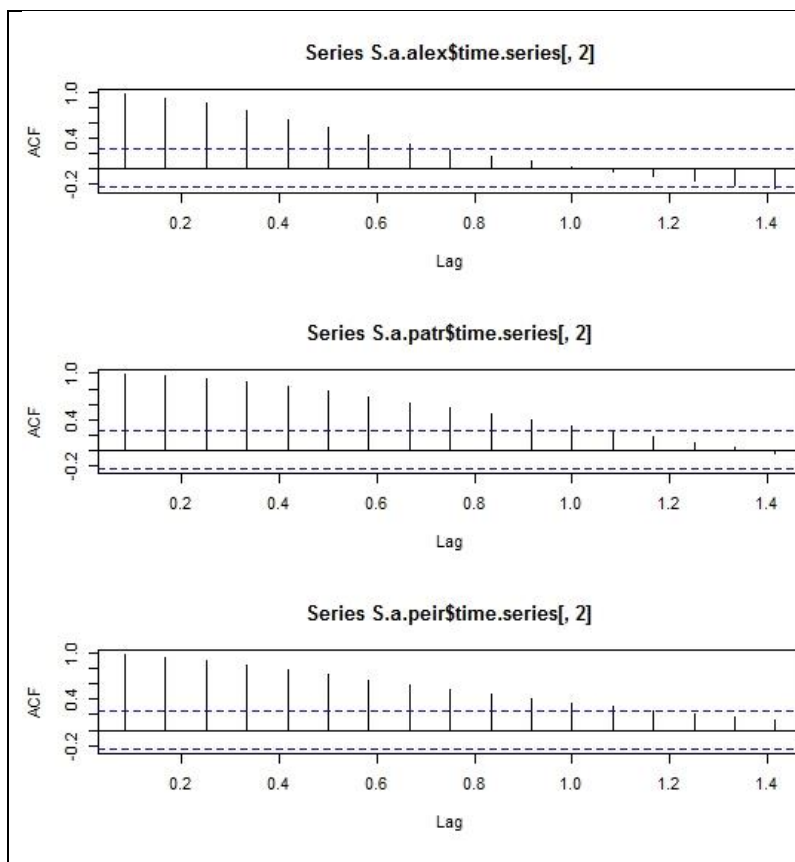 Series S.a.alex$time.series[, 2]
ACF
1.0
0.4
-0.2
0.2 0.4 0.6 0.8 1.0 1.2 1.4
Lag
Series S.a.patr$time.series[, 2]
ACF
1.0
0.4
-0.2
0.2 0.4 0.6 0.8 1.0 1.2 1.4
Lag
Series S.a.peir$time.series[, 2]
ACF
1.0
0.4
-0.2
0.2 0.4 0.6 0.8 1.0 1.2 1.4
Lag